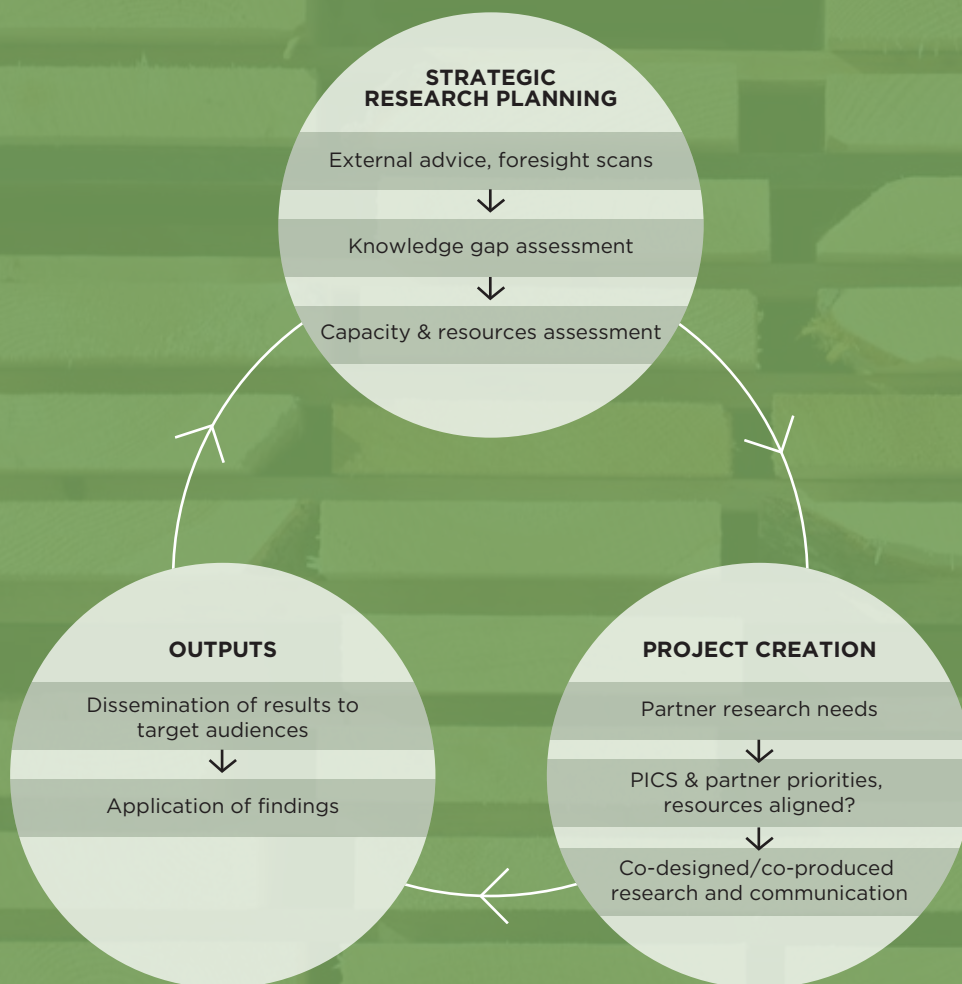 STRATEGIC
RESEARCH PLANNING
External advice, foresight scans
Knowledge gap assessment
Capacity & resources assessment
OUTPUTS
Dissemination of results to
target audiences
Application of findings
PROJECT CREATION
Partner research needs
PICS & partner priorities,
resources aligned?
Co-designed/co-produced
research and communication